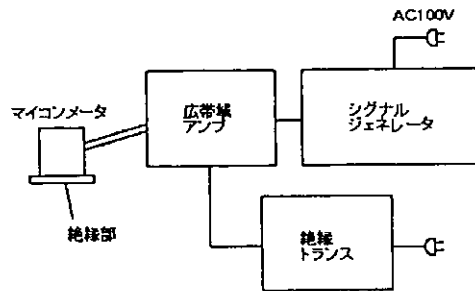 AC100V
マイコンメータ
広帯域
アンプ
シグナル
ジェネレータ
絶縁部
絶縁
トランス